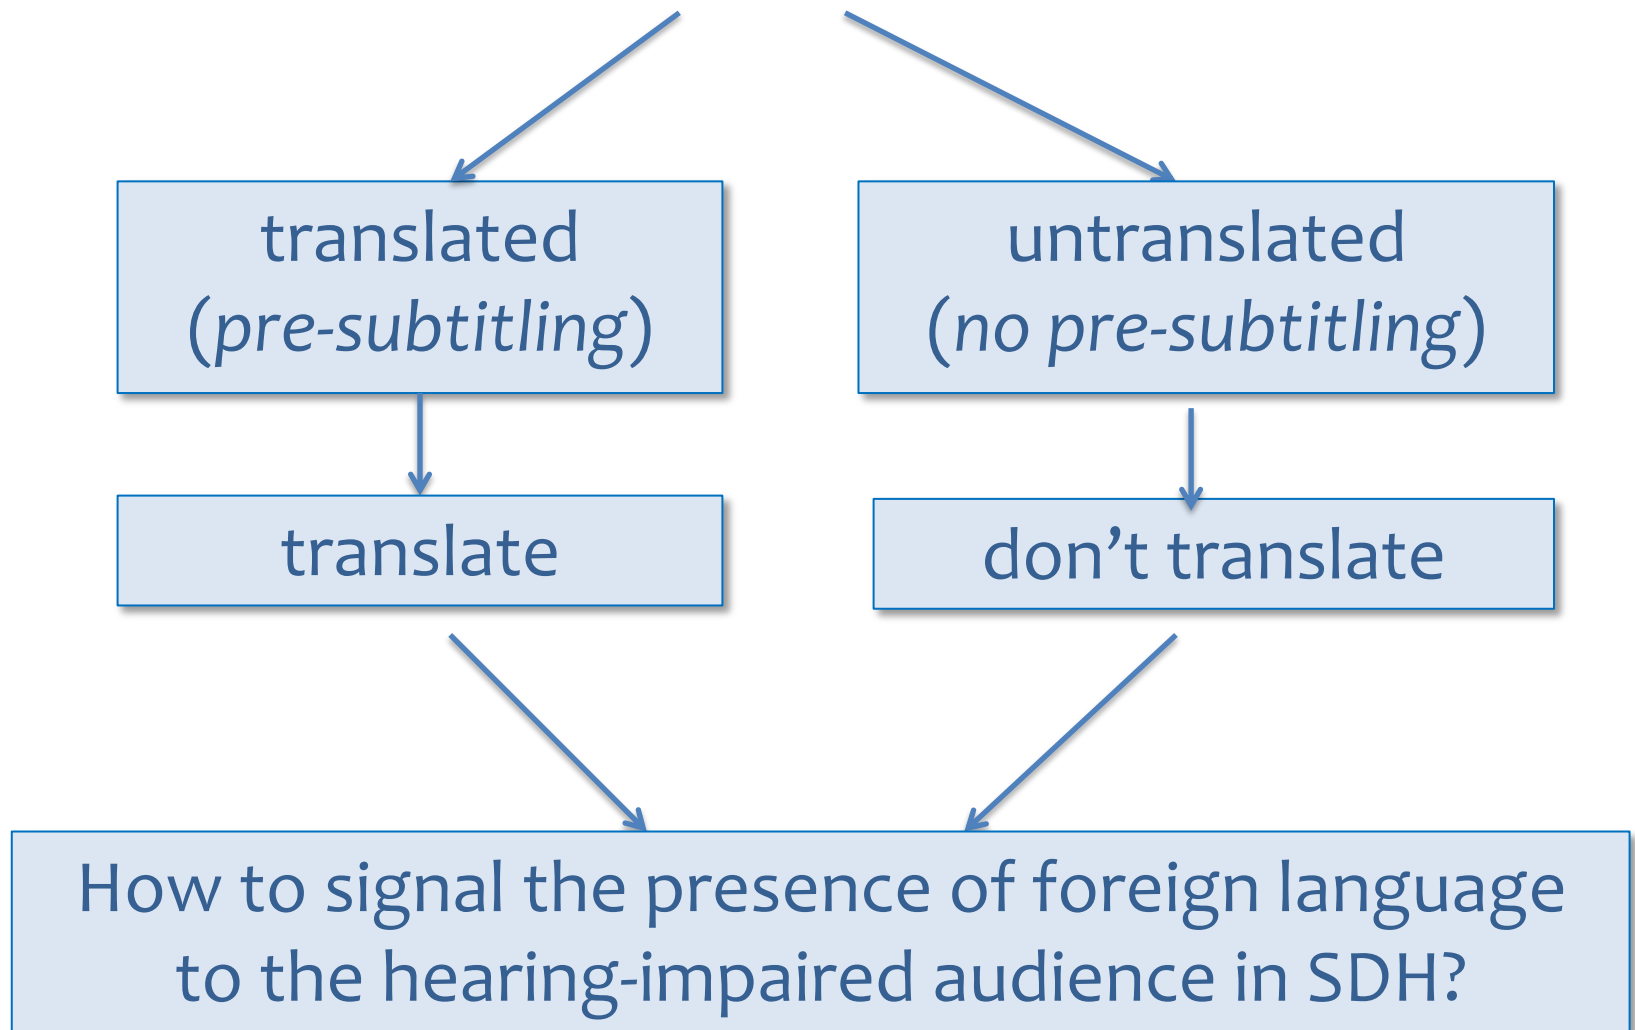 translated
(pre-subtitling)
untranslated
(no pre-subtitling)
translate
don’t translate
How to signal the presence of foreign language
to the hearing-impaired audience in SDH?